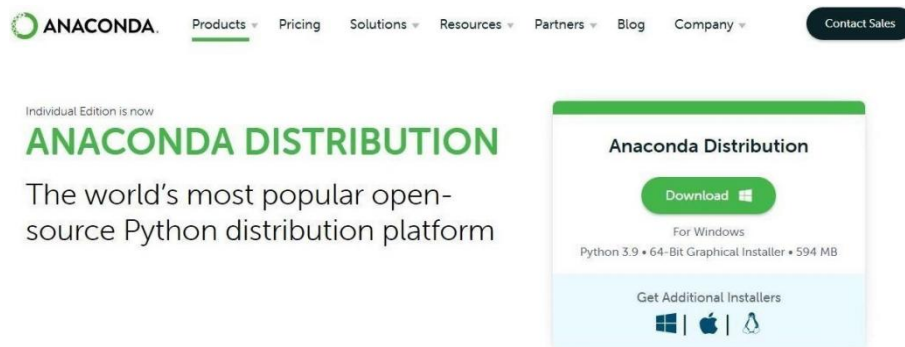 ANACONDA.
Products
Pricing
Solutions
Resources
Partners
Blog
Company
Contact Sales
Individual Edition is now
ANACONDA DISTRIBUTION
The world's most popular open-
source Python distribution platform
Anaconda Distribution
Download
For Windows
Python 3.9 • 64-Bit Graphical Installer • 594 MB
Get Additional Installers